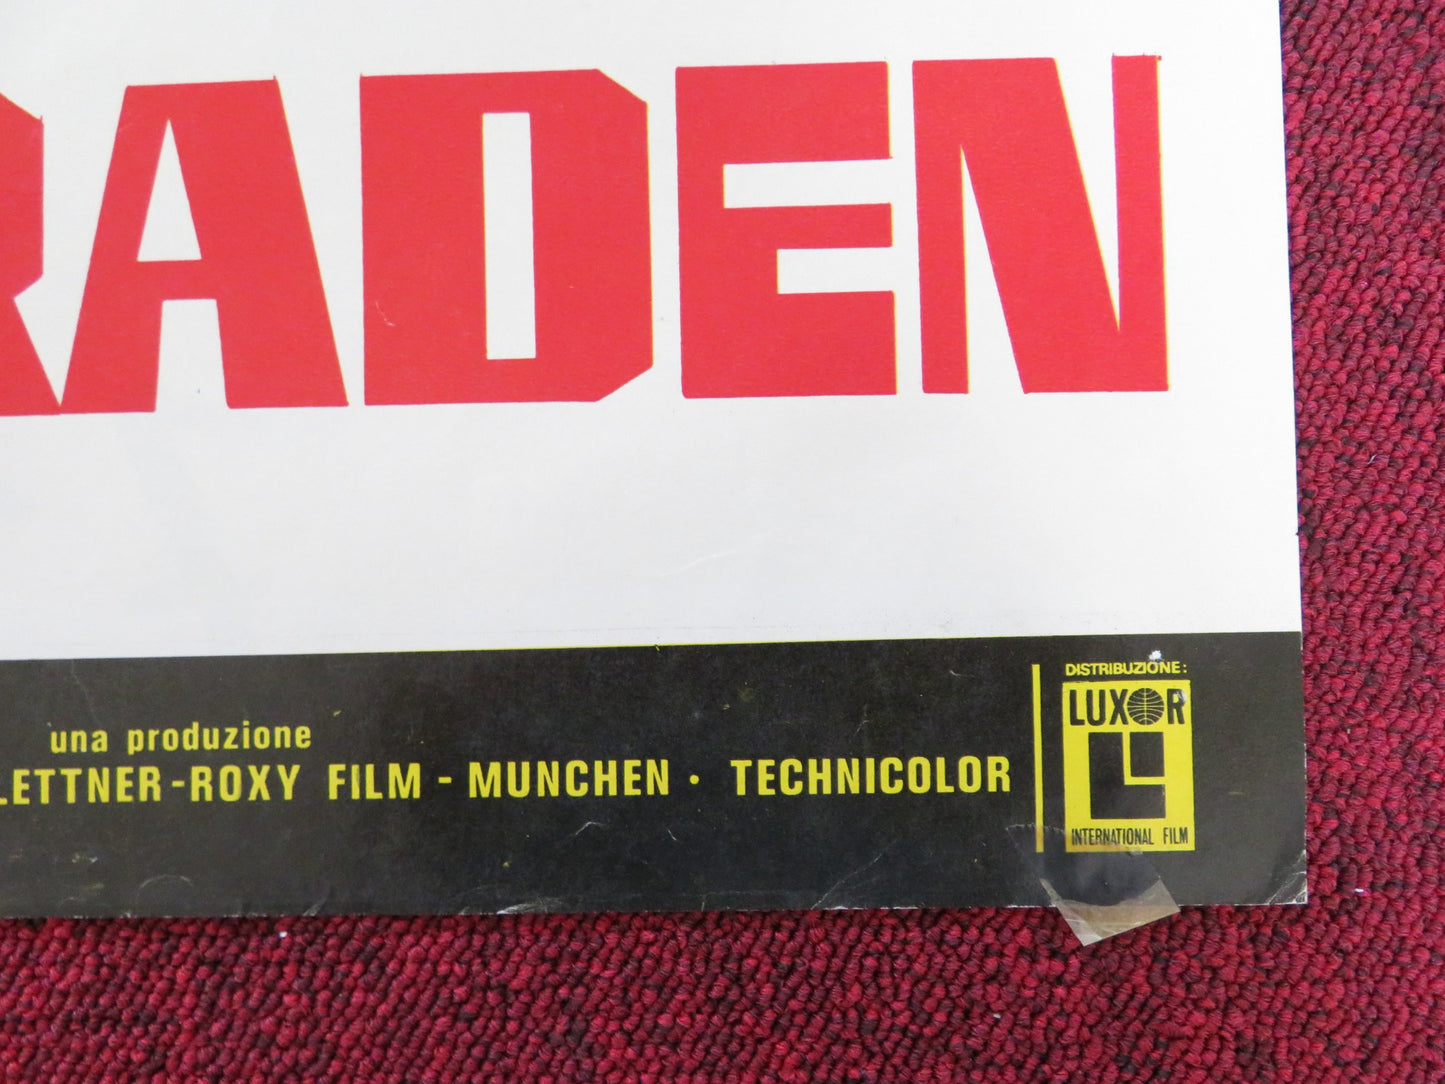 RADEN
una produzione
LETTNER-ROXY FILM - MUNCHEN · TECHNICOLOR
DISTRIBUZIONE:
LUXOR
INTERNATIONAL FILM